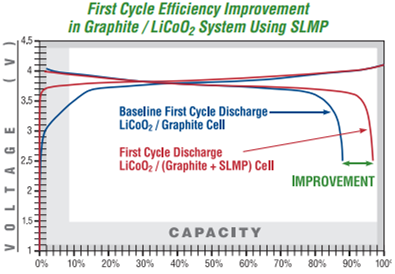 First Cycle Efficiency Improvement
in Graphite / LiCoO₂ System Using SLMP
VOLTAGE (V)
4,5
4
3,5
3
2,5
2
1,5
1
Baseline First Cycle Discharge
LiCoO₂ / Graphite Cell
First Cycle Discharge
LiCoO₂ / (Graphite + SLMP) Cell
IMPROVEMENT
CAPACITY
0% 10% 20% 30% 40% 50% 60% 70% 80% 90% 100%